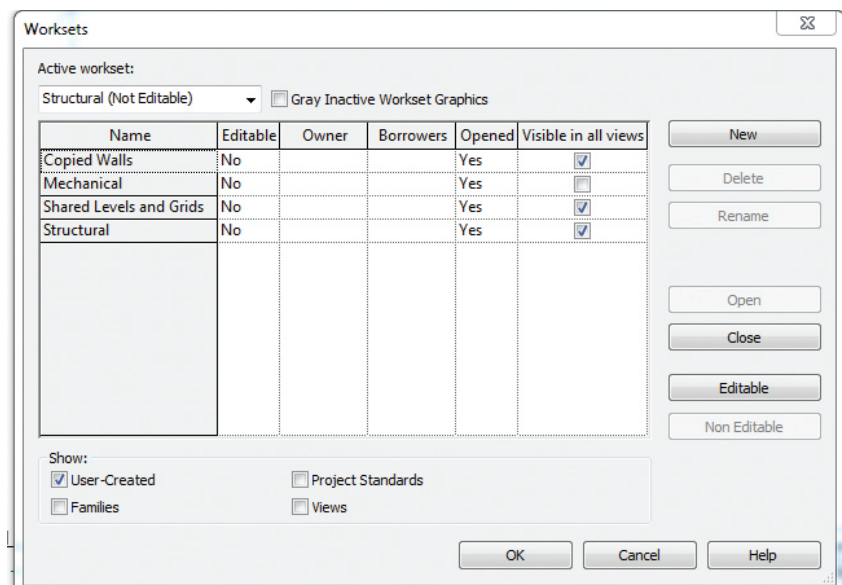 Worksets
Active workset:
Structural (Not Editable) Gray Inactive Workset Graphics
Name Editable Owner Borrowers Opened Visible in all views
Copied Walls No Yes
Mechanical No Yes
Shared Levels and Grids No Yes
Structural No Yes
New
Delete
Rename
Open
Close
Editable
Non Editable
Show:
User-Created Project Standards
Families Views
OK Cancel Help